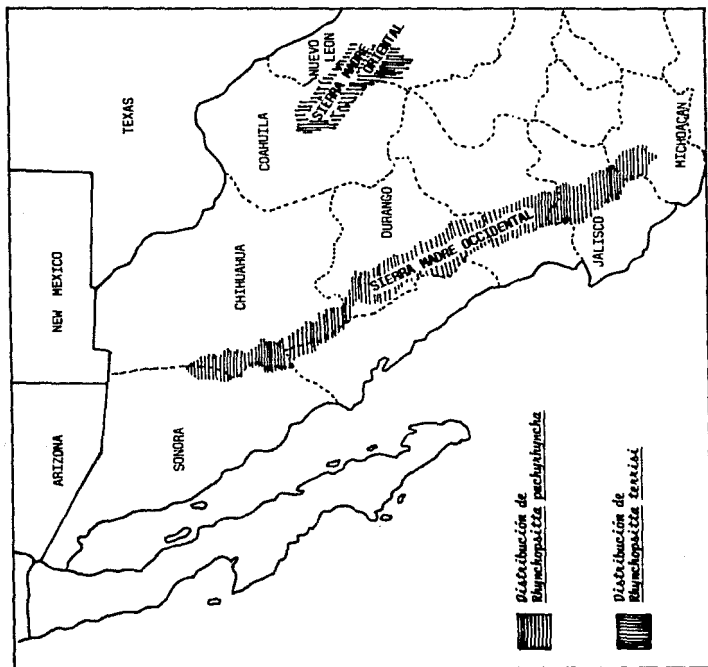 ARIZONA
NEW MEXICO
TEXAS
SONORA
CHIHUAHUA
COAHUILA
NUEVO
LEON
SIERRA MADRE
ORIENTAL
DURANGO
SIERRA MADRE OCCIDENTAL
JALISCO
MICHOACAN
Distribución de
Rhynchopsitta pachyrhyncha
Distribución de
Rhynchopsitta terrisi